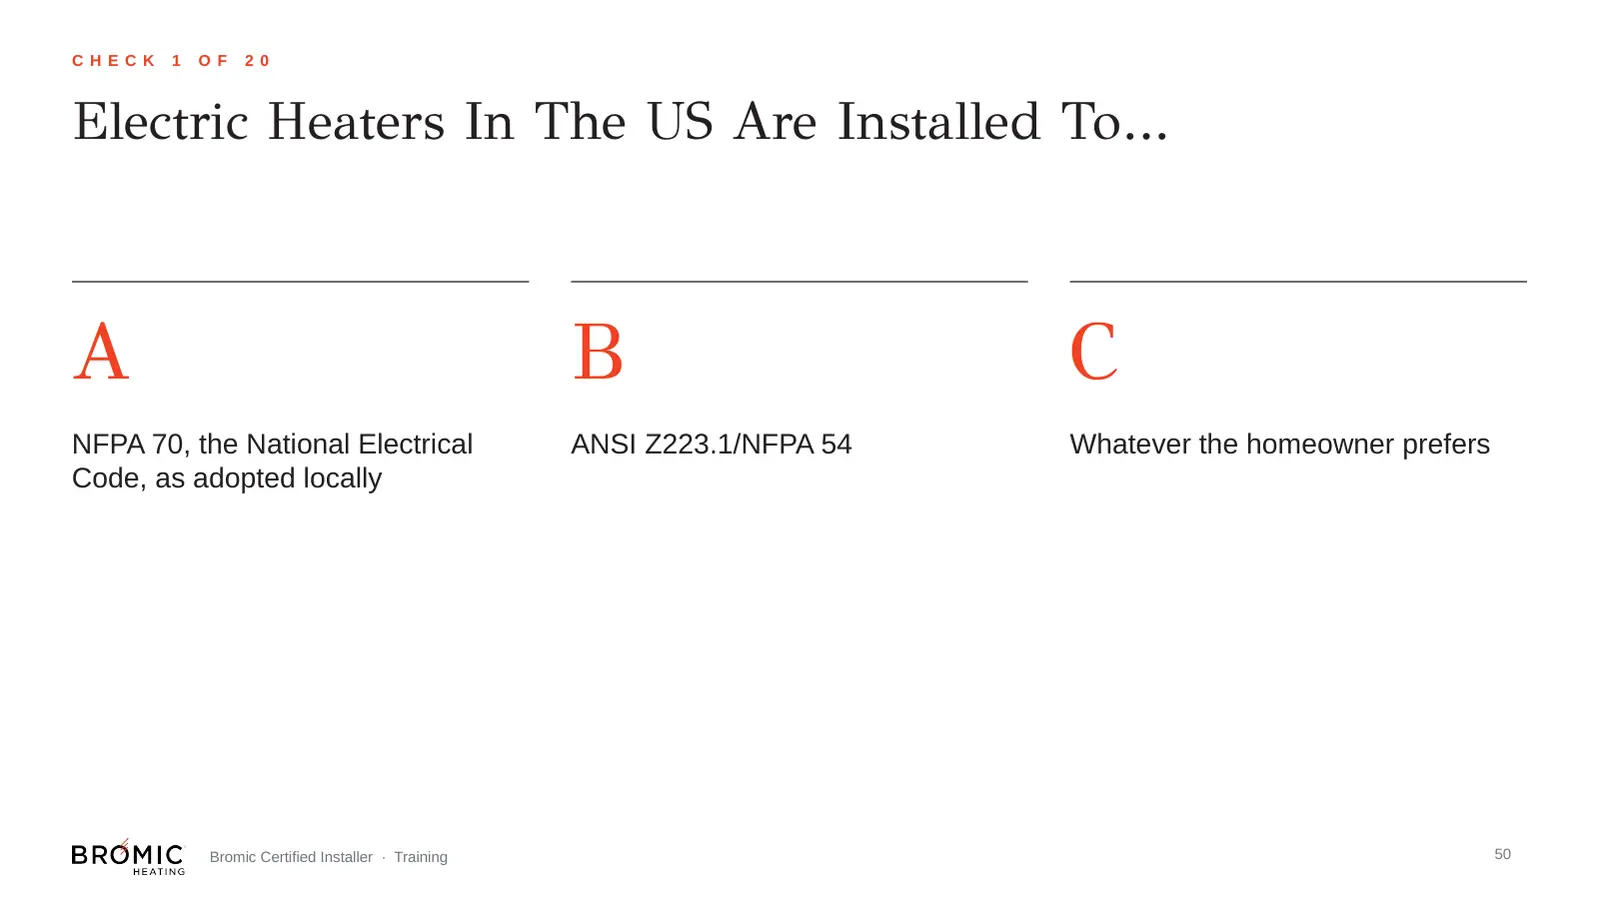 CHECK 1 OF 20
Electric Heaters In The US Are Installed To...
A
NFPA 70, the National Electrical
Code, as adopted locally
B
ANSI Z223.1/NFPA 54
C
Whatever the homeowner prefers
BROMIC
HEATING
Bromic Certified Installer · Training
50